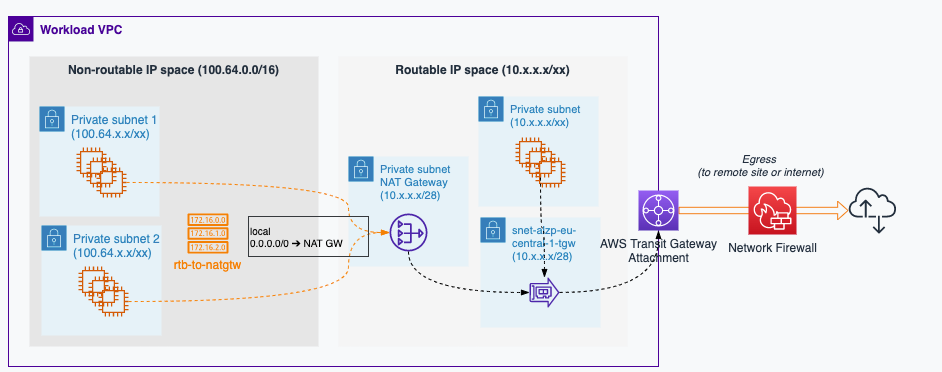 Workload VPC
Non-routable IP space (100.64.0.0/16)
Routable IP space (10.x.x.x/xx)
Private subnet 1
(100.64.x.x/xx)
Private subnet
(10.x.x.x/xx)
Private subnet
NAT Gateway
(10.x.x.x/28)
Egress
(to remote site or internet)
172.16.0.0
172.16.1.0
172.16.2.0
rtb-to-natgtw
local
0.0.0.0/0 ➔ NAT GW
Private subnet 2
(100.64.x.x/xx)
snet-alzp-eu-
central-1-tgw
(10.x.x.x/28)
AWS Transit Gateway
Attachment
Network Firewall